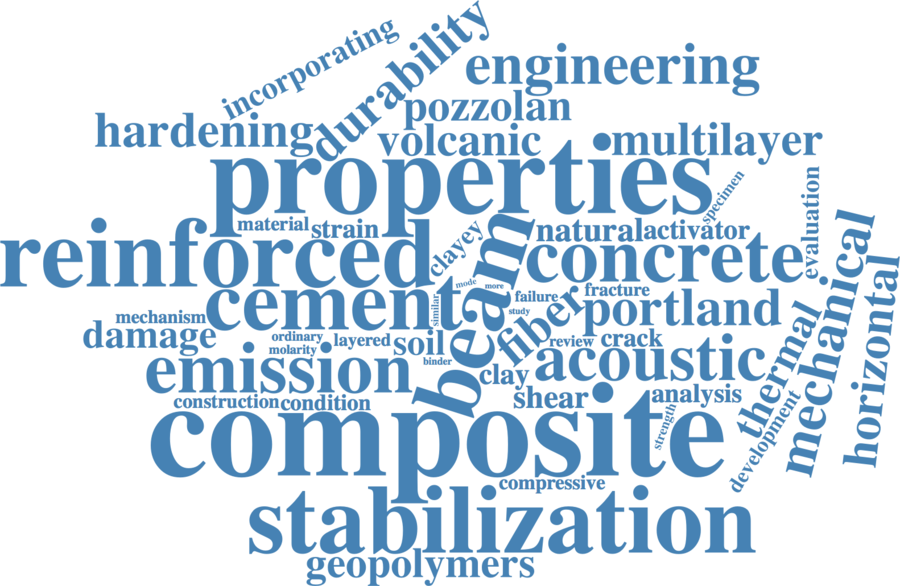 incorporating
durability
engineering
pozzolan
hardening
volcanic
multilayer
properties
specimen
evaluation
material
strain
clayey
natural
activator
reinforced
beam
concrete
mechanical
horizontal
cement
mode
more
similar
failure
study
fiber
fracture
portland
mechanism
damage
ordinary
molarity
layered
soil
binder
review
crack
thermal
emission
clay
acoustic
construction
condition
shear
analysis
development
composite
strength
compressive
stabilization
geopolymers